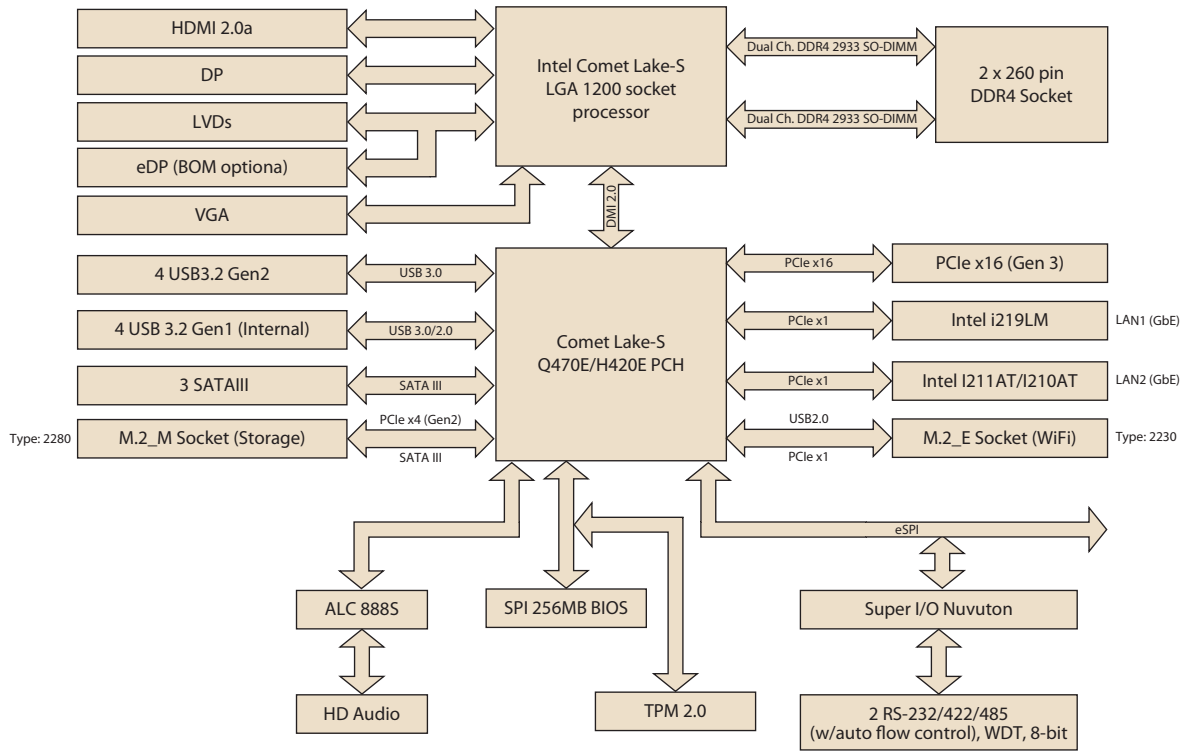 HDMI 2.0a
DP
LVDs
eDP (BOM optiona)
VGA
Intel Comet Lake-S
LGA 1200 socket
processor
Dual Ch. DDR4 2933 SO-DIMM
Dual Ch. DDR4 2933 SO-DIMM
2 x 260 pin
DDR4 Socket
DMI 2.0
4 USB3.2 Gen2
USB 3.0
4 USB 3.2 Gen1 (Internal)
USB 3.0/2.0
3 SATAIII
SATA III
Type: 2280
M.2_M Socket (Storage)
PCIe x4 (Gen2)
SATA III
Comet Lake-S
Q470E/H420E PCH
PCIe x16
PCIe x16 (Gen 3)
PCIe x1
Intel i219LM
LAN1 (GbE)
PCIe x1
Intel I211AT/I210AT
LAN2 (GbE)
USB2.0
PCIe x1
M.2_E Socket (WiFi)
Type: 2230
eSPI
ALC 888S
SPI 256MB BIOS
Super I/O Nuvuton
HD Audio
TPM 2.0
2 RS-232/422/485
(w/auto flow control), WDT, 8-bit